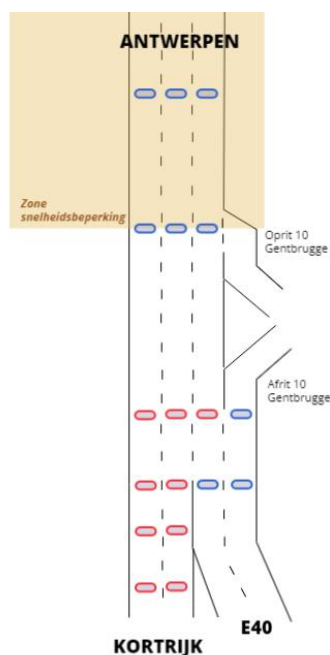 ANTWERPEN
Zone
snelheidsbeperking
Oprit 10
Gentbrugge
Afrit 10
Gentbrugge
E40
KORTRIJK